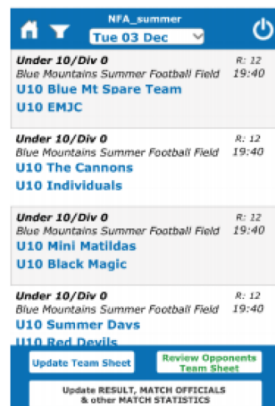 NFA_summer
Tue 03 Dec
Under 10/Div 0 R: 12
Blue Mountains Summer Football Field 19:40
U10 Blue Mt Spare Team
U10 EMJC
Under 10/Div 0 R: 12
Blue Mountains Summer Football Field 19:40
U10 The Cannons
U10 Individuals
Under 10/Div 0 R: 12
Blue Mountains Summer Football Field 19:40
U10 Mini Matildas
U10 Black Magic
Under 10/Div 0 R: 12
Blue Mountains Summer Football Field 19:40
U10 Summer Days
U10 Red Devils
Update Team Sheet
Review Opponents
Team Sheet
Update RESULT, MATCH OFFICIALS
& other MATCH STATISTICS